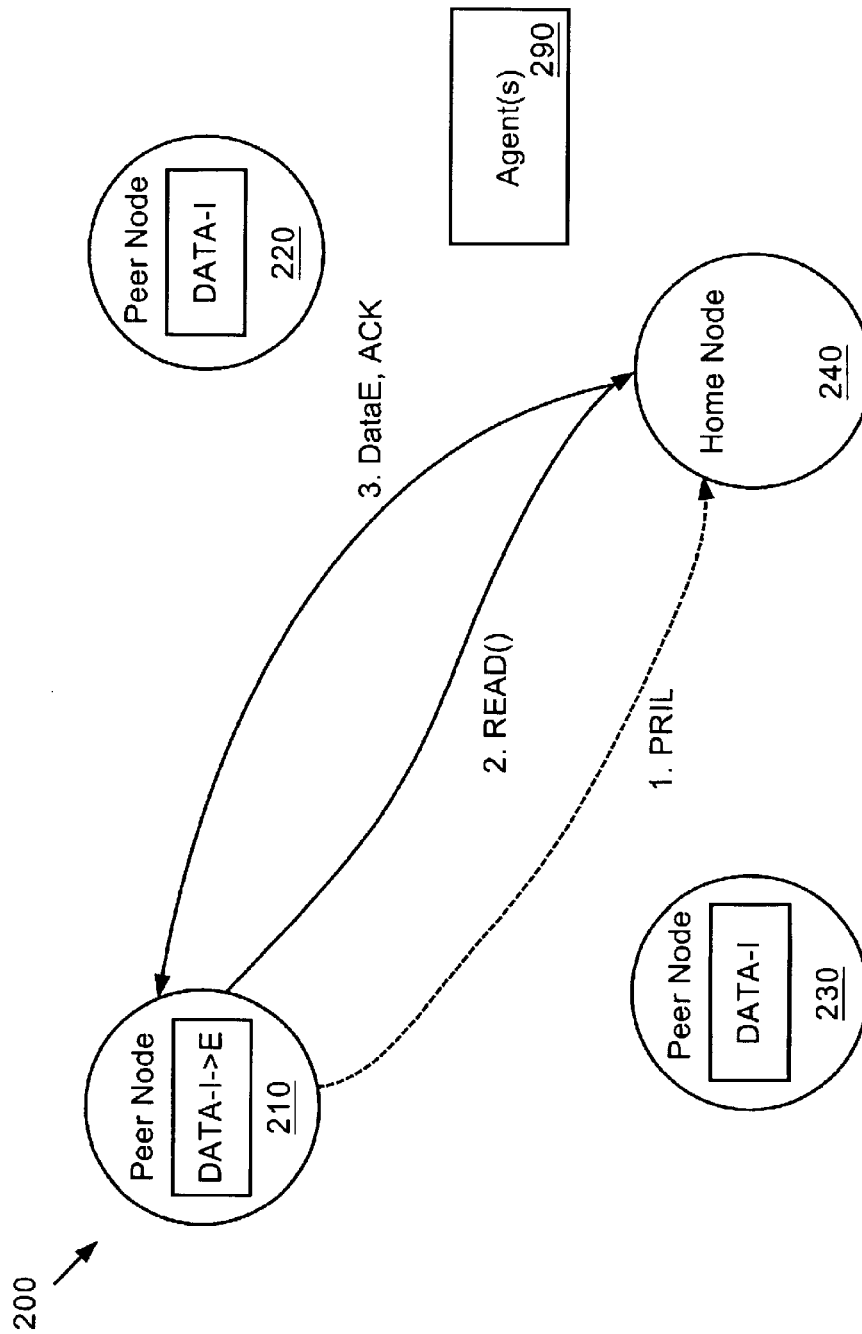 200
Peer Node
DATA-I->E
210
Peer Node
DATA-I
220
3. DataE, ACK
2. READ()
1. PRIL
Peer Node
DATA-I
230
Home Node
240
Agent(s)
290